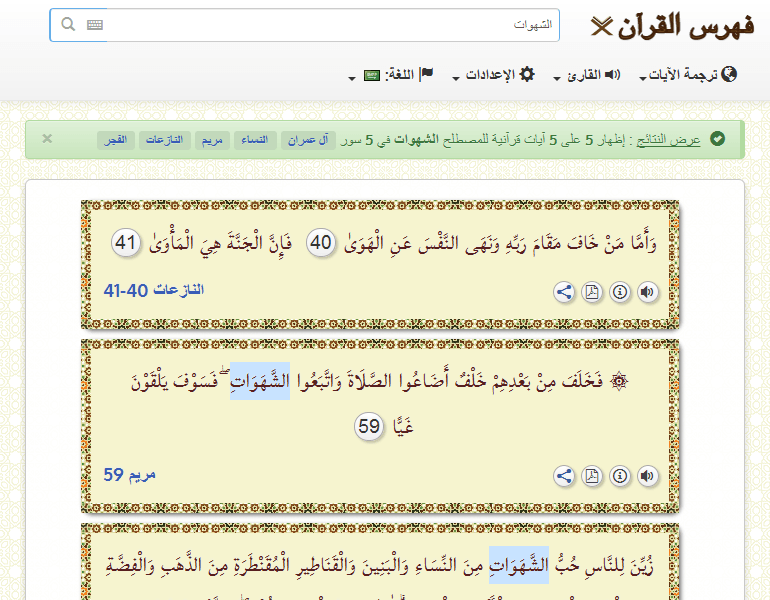 فهرس القرآن
الشهوات
ترجمة الآيات القارئ الإعدادات اللغة:
عرض النتائج : إظهار 5 على 5 آيات قرآنية للمصطلح الشهوات في 5 سور آل عمران النساء مريم النازعات الفجر ×
وَأَمَّا مَنْ خَافَ مَقَامَ رَبِّهِ وَنَهَى النَّفْسَ عَنِ الْهَوَىٰ 40 فَإِنَّ الْجَنَّةَ هِيَ الْمَأْوَىٰ 41
النازعات 40-41
۞ فَخَلَفَ مِنْ بَعْدِهِمْ خَلْفٌ أَضَاعُوا الصَّلَاةَ وَاتَّبَعُوا الشَّهَوَاتِ ۖ فَسَوْفَ يَلْقَوْنَ
غَيًّا 59
مريم 59
زُيِّنَ لِلنَّاسِ حُبُّ الشَّهَوَاتِ مِنَ النِّسَاءِ وَالْبَنِينَ وَالْقَنَاطِيرِ الْمُقَنْطَرَةِ مِنَ الذَّهَبِ وَالْفِضَّةِ